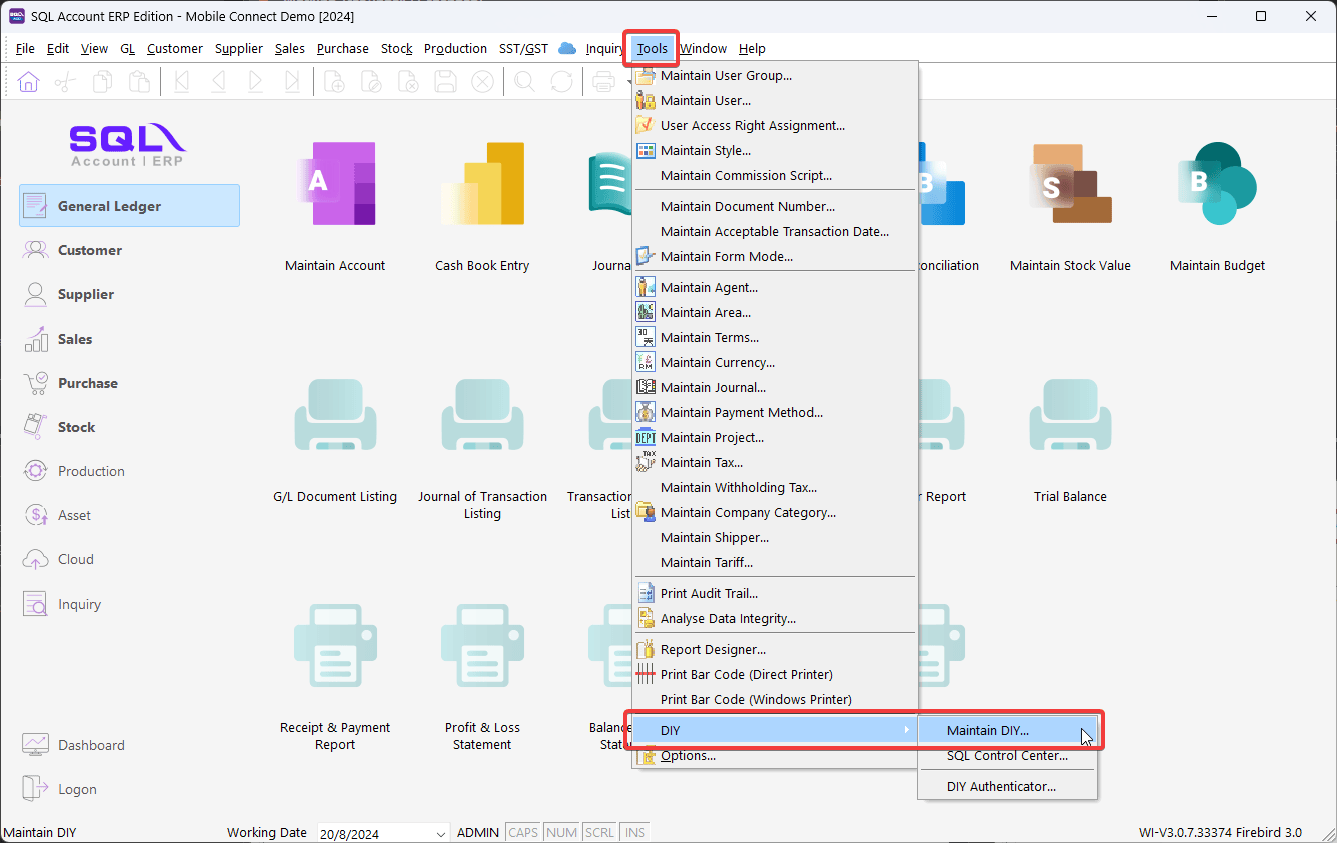 SQL Account ERP Edition - Mobile Connect Demo [2024]
File Edit View GL Customer Supplier Sales Purchase Stock Production SST/GST Inquiry Tools Window Help
SQL
Account | ERP
General Ledger
Customer
Supplier
Sales
Purchase
Stock
Production
Asset
Cloud
Inquiry
Dashboard
Logon
A
B
S
B
Maintain Account
Cash Book Entry
Journa
onciliation
Maintain Stock Value
Maintain Budget
G/L Document Listing
Journal of Transaction
Listing
Transaction
List
r Report
Trial Balance
Receipt & Payment
Report
Profit & Loss
Statement
Balance
State
Maintain User Group...
Maintain User...
User Access Right Assignment...
Maintain Style...
Maintain Commission Script...
Maintain Document Number...
Maintain Acceptable Transaction Date...
Maintain Form Mode...
Maintain Agent...
Maintain Area...
30
Maintain Terms...
RM
Maintain Currency...
Maintain Journal...
Maintain Payment Method...
DEPT
Maintain Project...
TAX
Maintain Tax...
Maintain Withholding Tax...
Maintain Company Category...
Maintain Shipper...
Maintain Tariff...
Print Audit Trail...
Analyse Data Integrity...
Report Designer...
Print Bar Code (Direct Printer)
Print Bar Code (Windows Printer)
DIY
Options...
Maintain DIY...
SQL Control Center...
DIY Authenticator...
Maintain DIY
Working Date 20/8/2024 ADMIN CAPS NUM SCRL INS
WI-V3.0.7.33374 Firebird 3.0